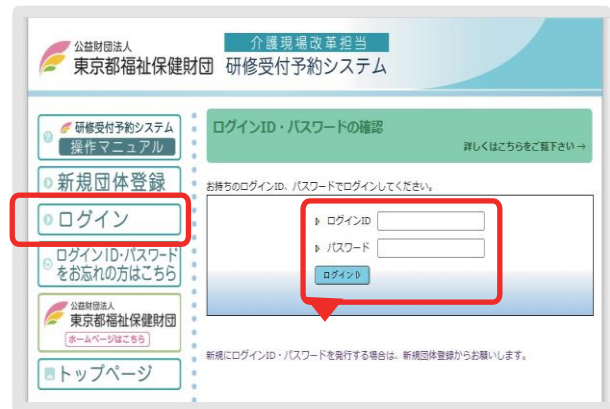 公益財団法人
東京都福祉保健財団
介護現場改革担当
研修受付予約システム
研修受付予約システム
操作マニュアル
新規団体登録
ログイン
ログインID・パスワード
をお忘れの方はこちら
公益財団法人
東京都福祉保健財団
ホームページはこちら
トップページ
ログインID・パスワードの確認
詳しくはこちらをご覧下さい→
お持ちのログインID、パスワードでログインしてください。
ログインID
パスワード
ログイン
新規にログインID・パスワードを発行する場合は、新規団体登録からお願いします。